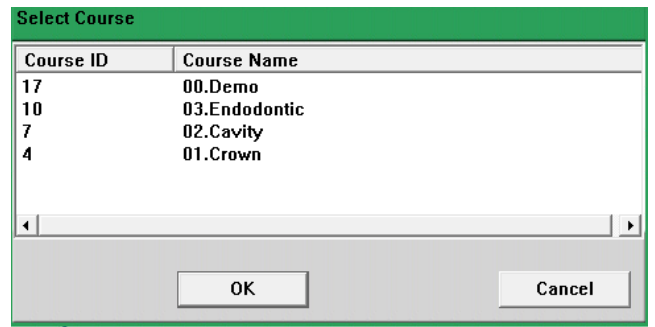 Select Course
Course ID Course Name
17 00.Demo
10 03.Endodontic
7 02.Cavity
4 01.Crown
OK Cancel